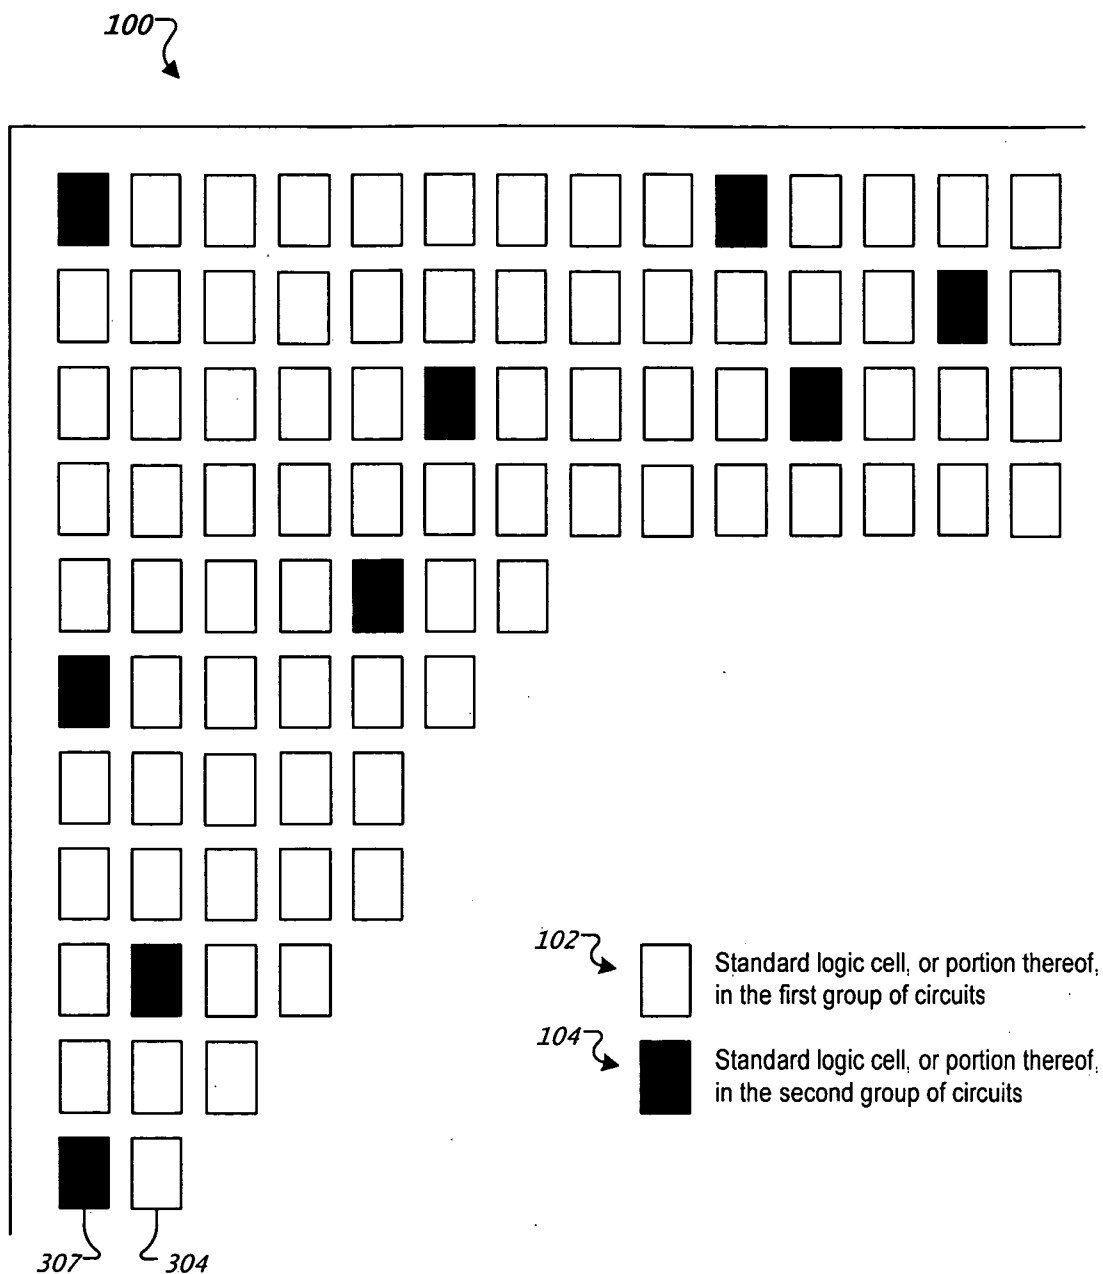 100
102
Standard logic cell, or portion thereof,
in the first group of circuits
104
Standard logic cell, or portion thereof,
in the second group of circuits
307
304